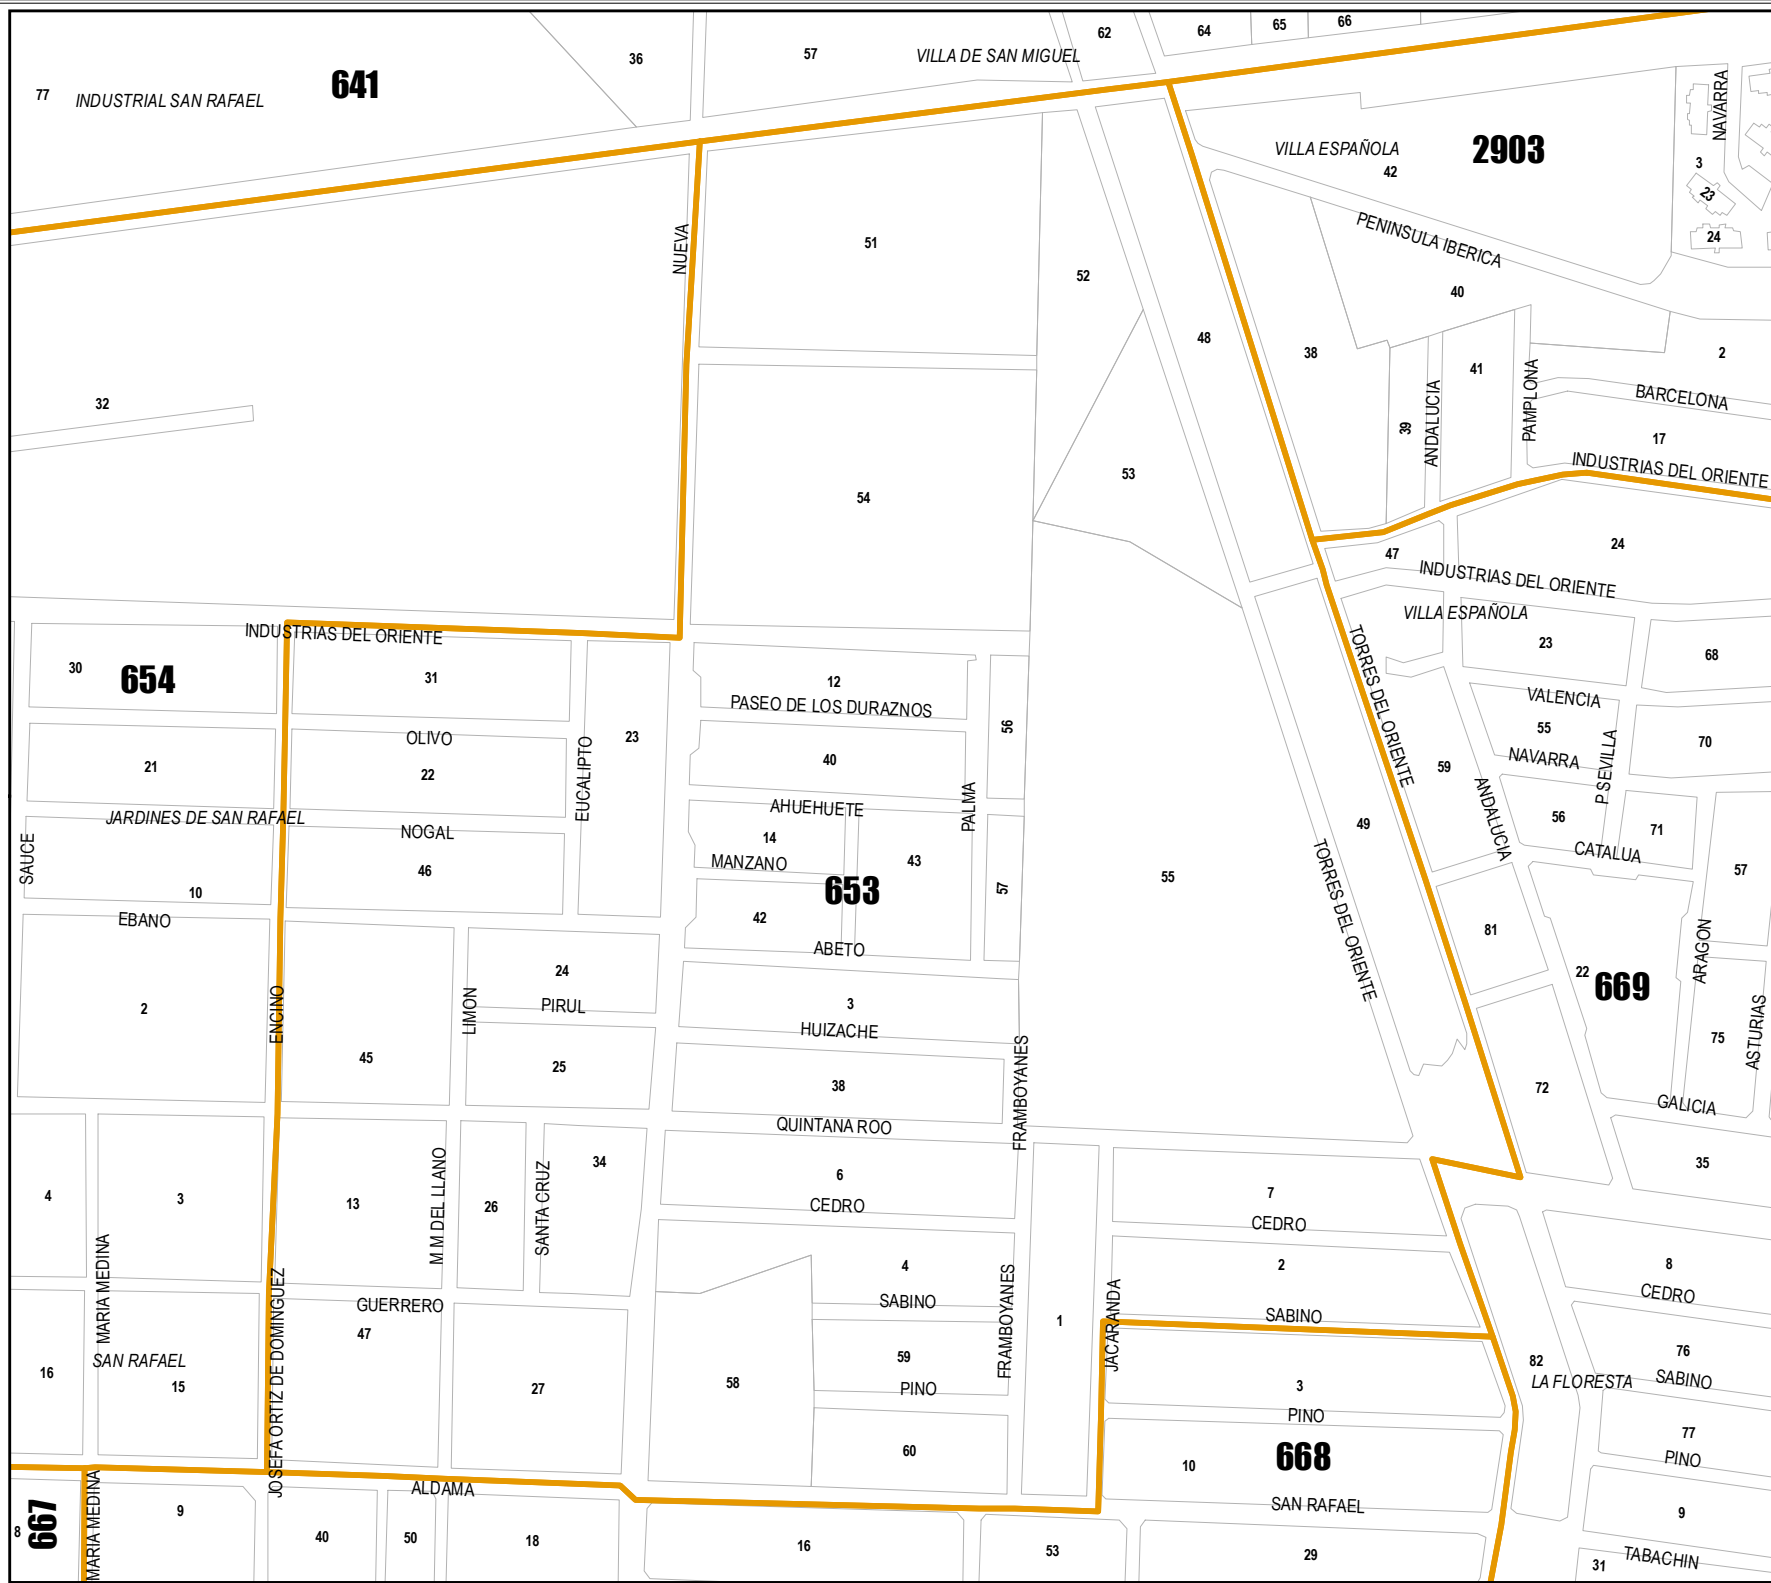 62
64
65
66
36
57
VILLA DE SAN MIGUEL
641
77
INDUSTRIAL SAN RAFAEL
NAVARRA
VILLA ESPAÑOLA
2903
42
3
23
24
NUEVA
51
PENINSULA IBERICA
52
40
48
38
2
41
32
39
ANDALUCIA
PAMPLONA
BARCELONA
17
INDUSTRIAS DEL ORIENTE
53
54
24
47
INDUSTRIAS DEL ORIENTE
VILLA ESPAÑOLA
INDUSTRIAS DEL ORIENTE
23
68
30
654
31
12
PASEO DE LOS DURAZNOS
TORRES DEL ORIENTE
VALENCIA
OLIVO
23
56
55
70
21
22
EUCALIPTO
40
59
NAVARRA
P SEVILLA
JARDINES DE SAN RAFAEL
NOGAL
AHUEHUETE
PALMA
ANDALUCIA
56
71
14
49
SAUCE
46
MANZANO
43
CATALUA
57
10
653
57
55
TORRES DEL ORIENTE
EBANO
42
81
ABETO
24
22
669
ARAGON
2
ENCINO
LIMON
PIRUL
3
HUIZACHE
ASTURIAS
75
45
25
38
FRAMBOYANES
72
GALICIA
QUINTANA ROO
34
35
4
3
13
M M DEL LLANO
26
SANTA CRUZ
6
CEDRO
7
CEDRO
MARIA MEDINA
4
2
8
CEDRO
JOSEFA ORTIZ DE DOMINGUEZ
GUERRERO
47
SABINO
FRAMBOYANES
1
JACARANDA
SABINO
16
SAN RAFAEL
15
27
58
59
PINO
3
PINO
82
LA FLORESTA
76
SABINO
77
PINO
60
10
668
SAN RAFAEL
ALDAMA
MARIA MEDINA
667
8
9
40
50
18
16
53
29
9
31
TABACHIN